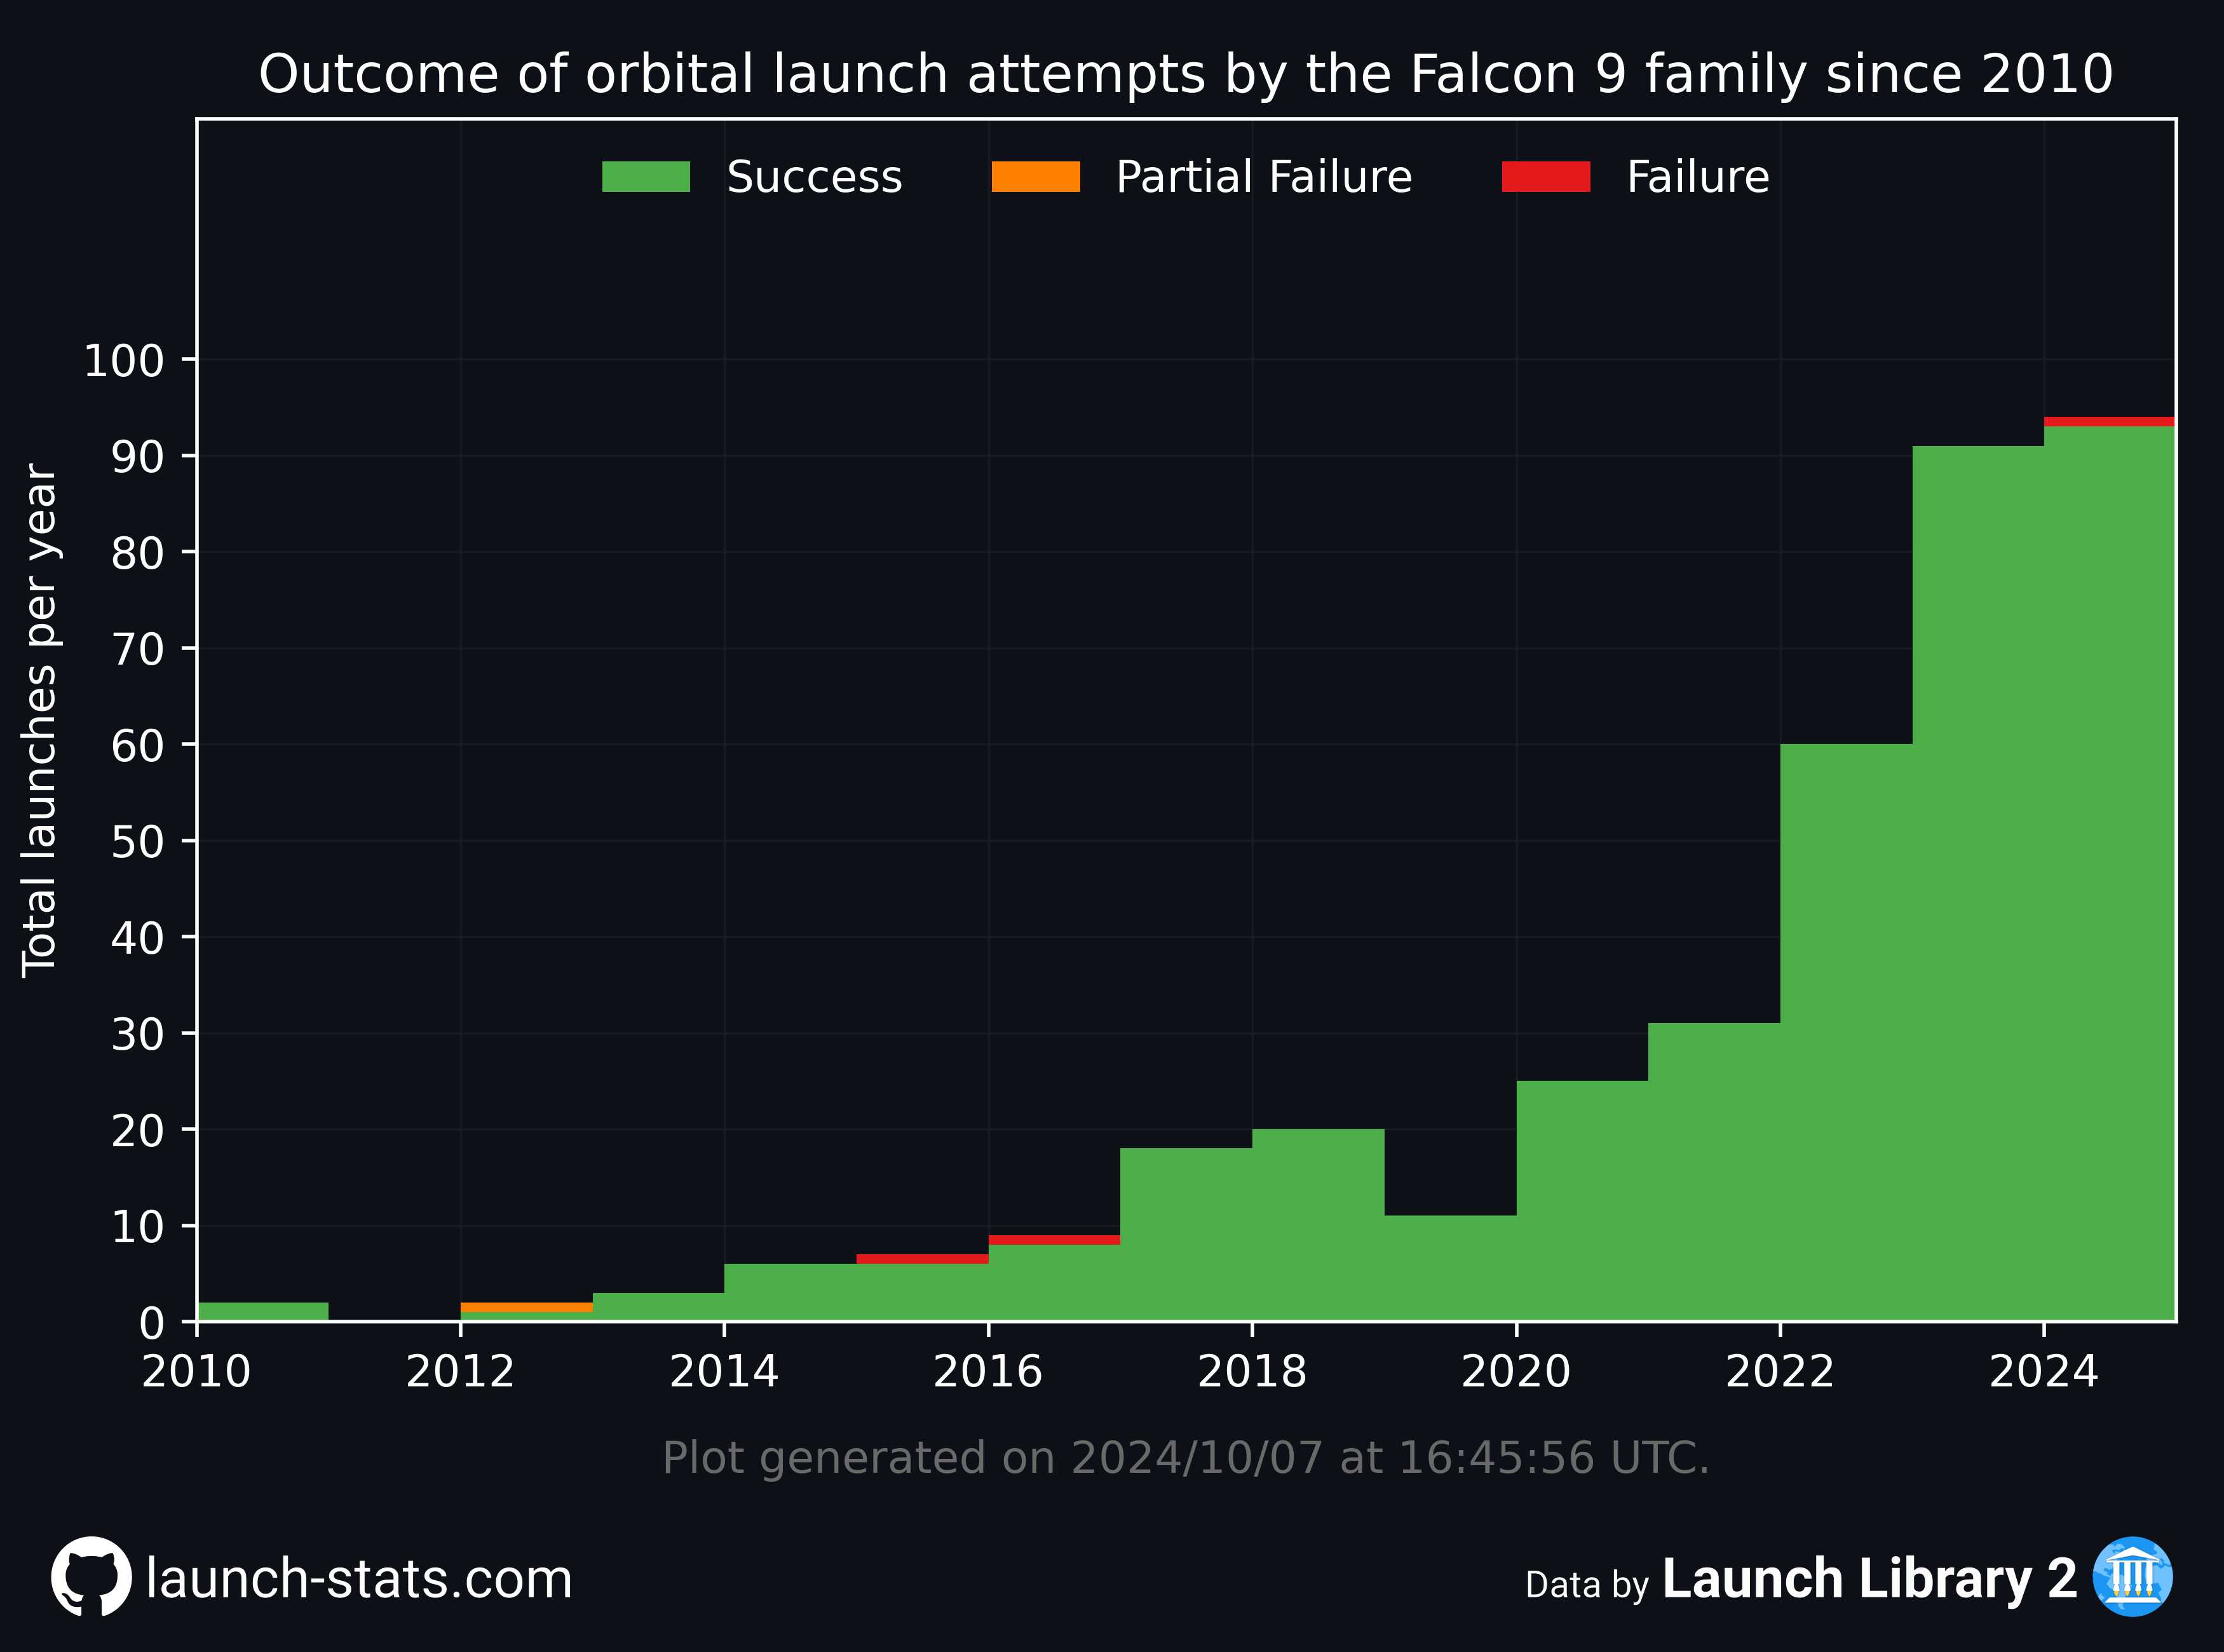 Outcome of orbital launch attempts by the Falcon 9 family since 2010
Success Partial Failure Failure
Total launches per year
100
90
80
70
60
50
40
30
20
10
0
2010 2012 2014 2016 2018 2020 2022 2024
Plot generated on 2024/10/07 at 16:45:56 UTC.
launch-stats.com
Data by Launch Library 2